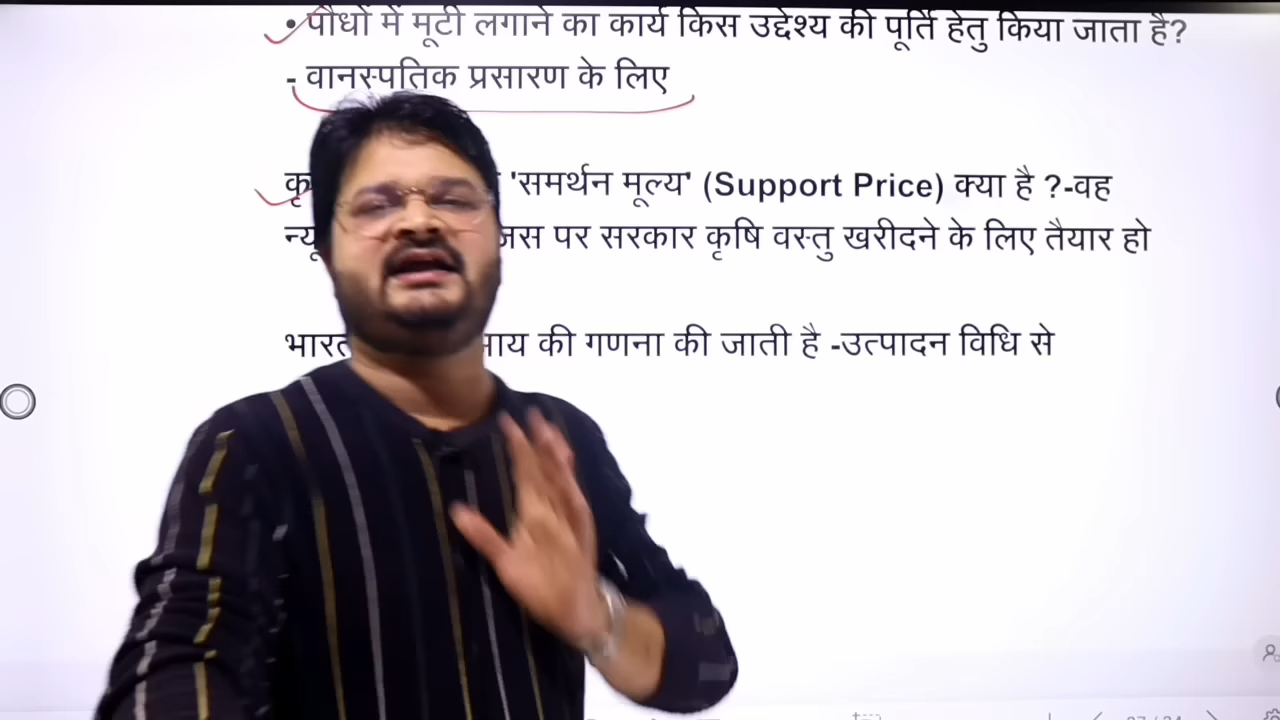 • पौधों में मूटी लगाने का कार्य किस उद्देश्य की पूर्ति हेतु किया जाता है?
- वानस्पतिक प्रसारण के लिए
'समर्थन मूल्य' (Support Price) क्या है ?-वह
पर सरकार कृषि वस्तु खरीदने के लिए तैयार हो
की गणना की जाती है -उत्पादन विधि से